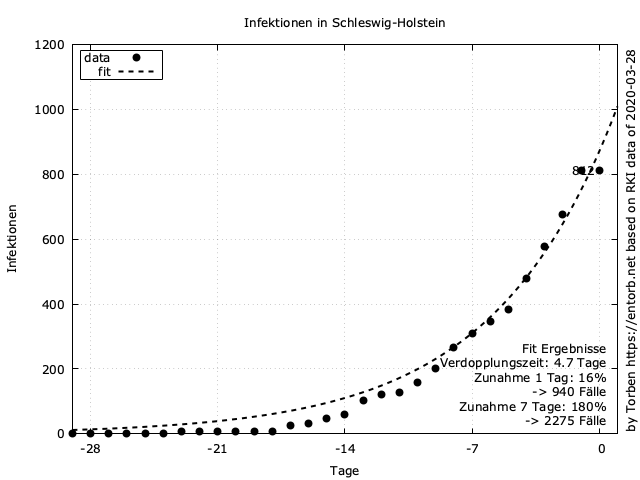 Infektionen in Schleswig-Holstein
1200
1000
800
600
400
200
0
Infektionen
data
fit
812
Fit Ergebnisse
Verdopplungszeit: 4.7 Tage
Zunahme 1 Tag: 16%
-> 940 Fälle
Zunahme 7 Tage: 180%
-> 2275 Fälle
-28
-21
-14
-7
0
Tage
by Torben https://entorb.net based on RKI data of 2020-03-28